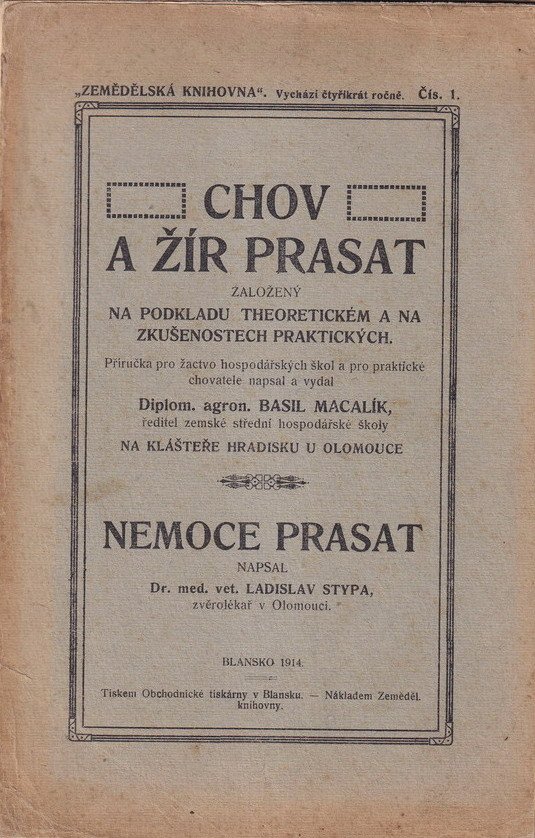 „ZEMĚDĚLSKÁ KNIHOVNA“. Vychází čtyřikrát ročně. Čís. 1.
CHOV
A ŽÍR PRASAT
ZALOŽENÝ
NA PODKLADU THEORETICKÉM A NA
ZKUŠENOSTECH PRAKTICKÝCH.
Příručka pro žactvo hospodářských škol a pro praktické
chovatele napsal a vydal
Diplom. agron. BASIL MACALÍK,
ředitel zemské střední hospodářské školy
NA KLÁŠTEŘE HRADISKU U OLOMOUCE
NEMOCE PRASAT
NAPSAL
Dr. med. vet. LADISLAV STYPA,
zvěrolékař v Olomouci.
BLANSKO 1914.
Tiskem Obchodnické tiskárny v Blansku. — Nákladem Zeměděl.
knihovny.